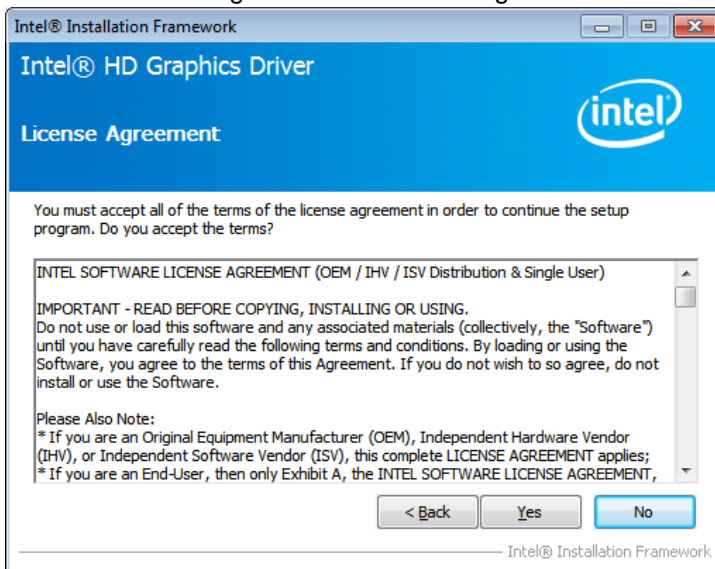 Intel® Installation Framework
Intel® HD Graphics Driver
intel
License Agreement
You must accept all of the terms of the license agreement in order to continue the setup
program. Do you accept the terms?
INTEL SOFTWARE LICENSE AGREEMENT (OEM / IHV / ISV Distribution & Single User)
IMPORTANT - READ BEFORE COPYING, INSTALLING OR USING.
Do not use or load this software and any associated materials (collectively, the "Software")
until you have carefully read the following terms and conditions. By loading or using the
Software, you agree to the terms of this Agreement. If you do not wish to so agree, do not
install or use the Software.
Please Also Note:
* If you are an Original Equipment Manufacturer (OEM), Independent Hardware Vendor
(IHV), or Independent Software Vendor (ISV), this complete LICENSE AGREEMENT applies;
* If you are an End-User, then only Exhibit A, the INTEL SOFTWARE LICENSE AGREEMENT,
< Back Yes No
Intel® Installation Framework